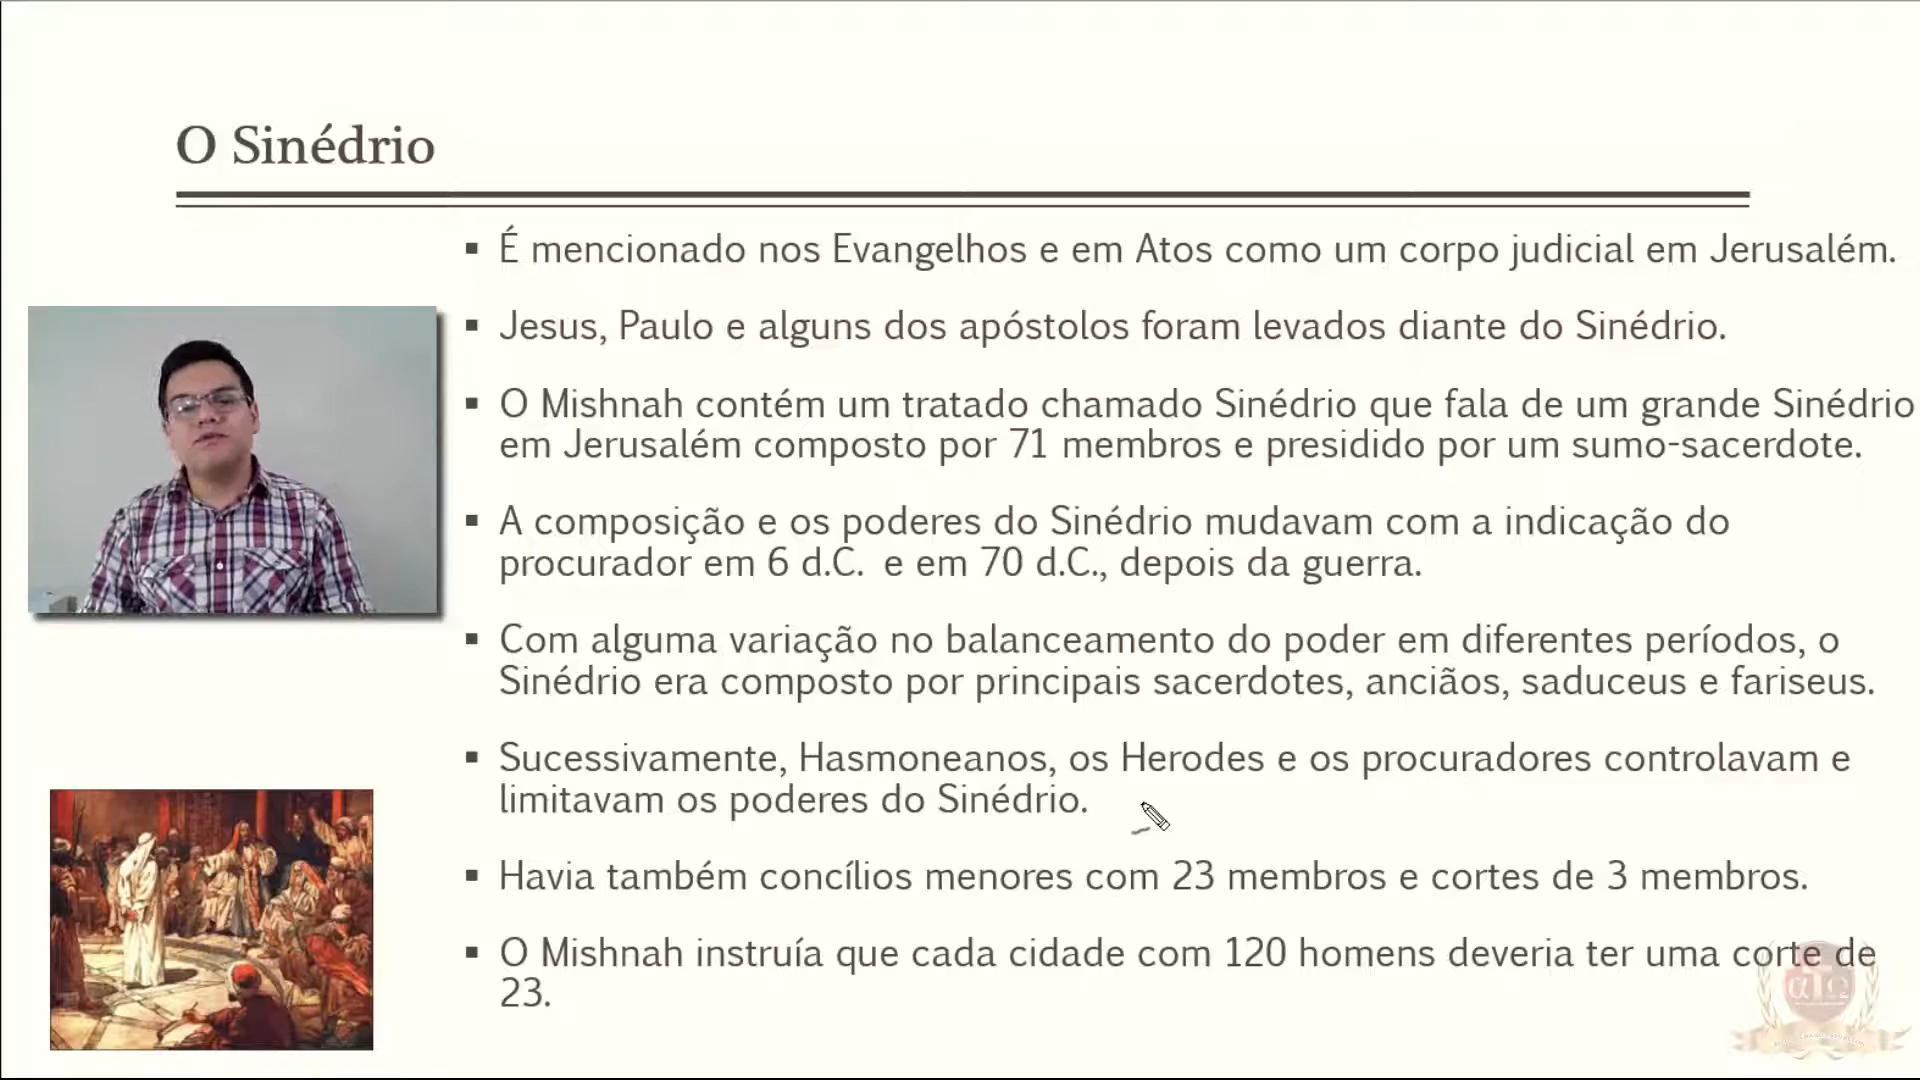 O Sinédrio
É mencionado nos Evangelhos e em Atos como um corpo judicial em Jerusalém.
Jesus, Paulo e alguns dos apóstolos foram levados diante do Sinédrio.
O Mishnah contém um tratado chamado Sinédrio que fala de um grande Sinédrio
em Jerusalém composto por 71 membros e presidido por um sumo-sacerdote.
A composição e os poderes do Sinédrio mudavam com a indicação do
procurador em 6 d.C. e em 70 d.C., depois da guerra.
Com alguma variação no balanceamento do poder em diferentes períodos, o
Sinédrio era composto por principais sacerdotes, anciãos, saduceus e fariseus.
Sucessivamente, Hasmoneanos, os Herodes e os procuradores controlavam e
limitavam os poderes do Sinédrio.
Havia também concílios menores com 23 membros e cortes de 3 membros.
O Mishnah instruía que cada cidade com 120 homens deveria ter uma corte de
23.
α Ω